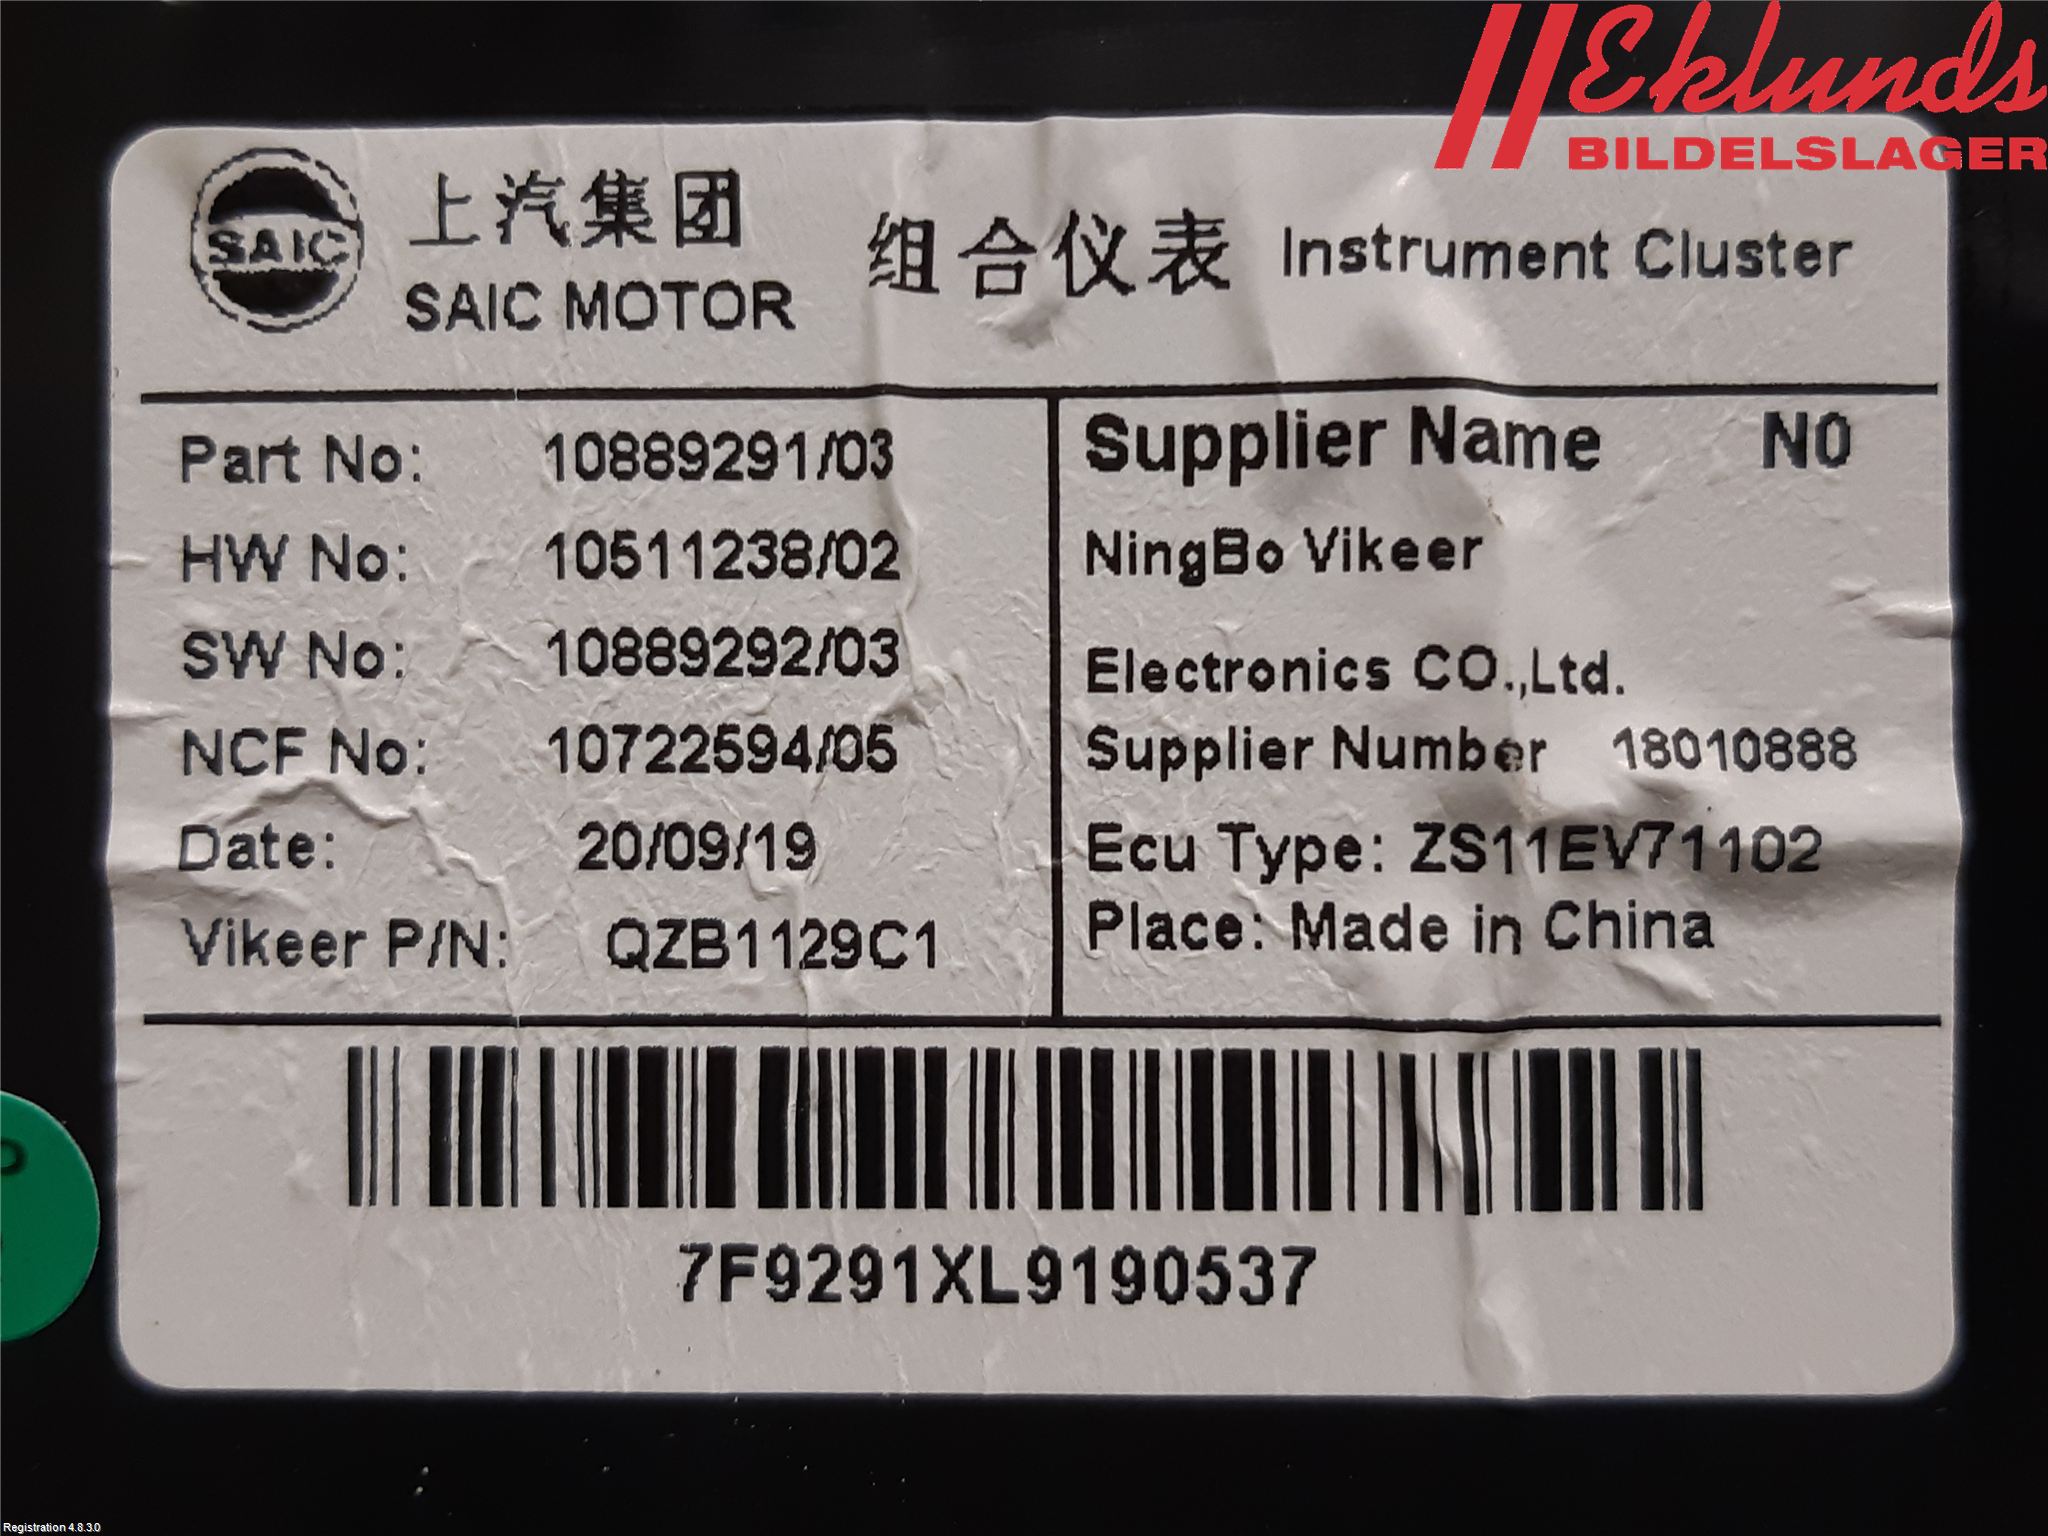 Eklunds
BILDELSLAGER
SAIC
上汽集团
SAIC MOTOR
组合仪表 Instrument Cluster
Part No: 10889291/03
HW No: 10511238/02
SW No: 10889292/03
NCF No: 10722594/05
Date: 20/09/19
Vikeer P/N: QZB1129C1
Supplier Name N0
NingBo Vikeer
Electronics CO.,Ltd.
Supplier Number 18010888
Ecu Type: ZS11EV71102
Place: Made in China
7F9291XL9190537
Registration 4.8.3.0